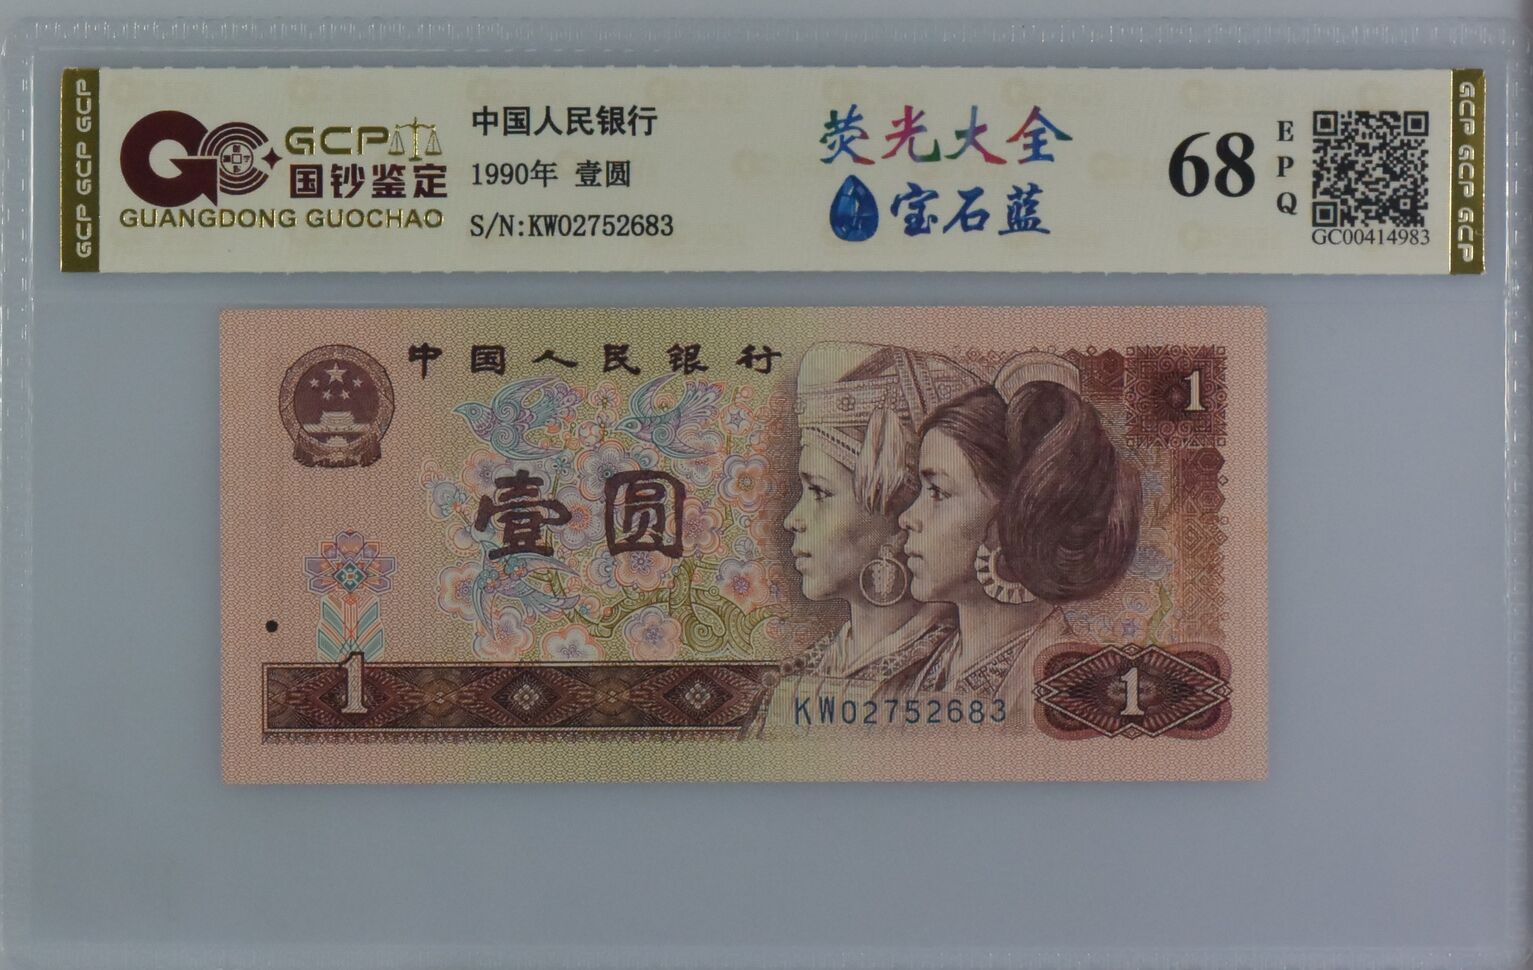 GCP GCP GCP
GCP
国钞鉴定
GUANGDONG GUOCHAO
中国人民银行
1990年 壹圆
S/N:KW02752683
荧光大全
宝石蓝
68
EPQ
GC00414983
GCP GCP GCP
中国人民银行
1
壹圆
1
KW02752683
1